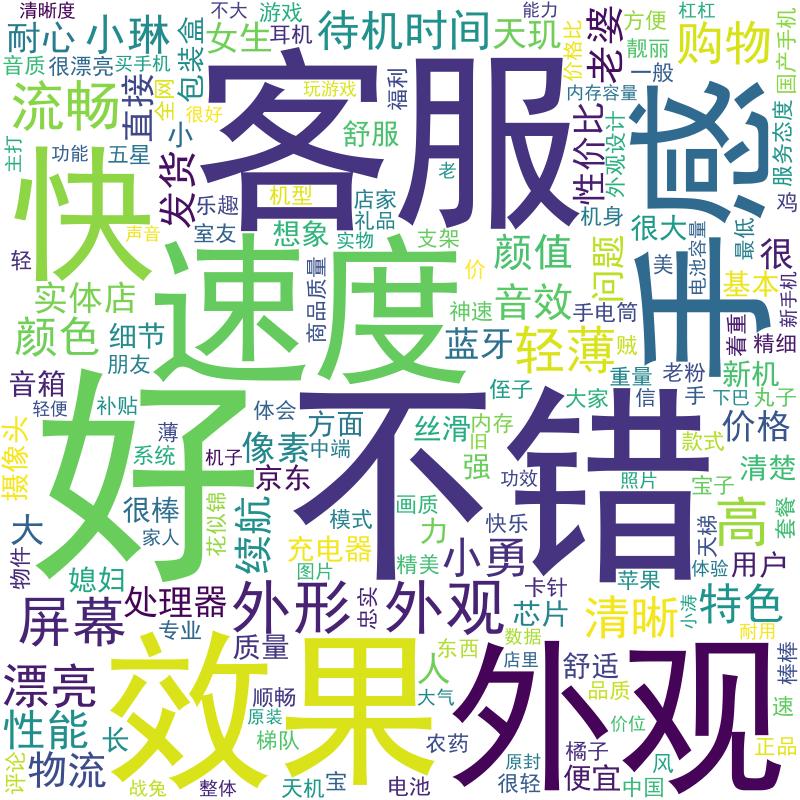 清晰度
不大
游戏
能力
杠杠
耐心
小琳
女生
耳机
待机时间
天玑
老婆
方便
靓丽
购物
国产手机
音质
很漂亮
买手机
全网
包装盒
玩游戏
很好
福利
价格比
一般
内存容量
流畅
直接
小
客服
舒服
性价比
外观设计
服务态度
手感
主打
功能
五星
发货
机型
店家
礼品
老
机身
鸡
快
乐趣
室友
声音
想象
实物
支架
颜值
问题
很大
美
电池容量
最低
很
轻
实体店
速度
商品质量
价
神速
音效
手电筒
基本
新手机
颜色
细节
朋友
蓝牙
轻薄
贼
着重
精细
音箱
轻便
补贴
体会
方面
侄子
重量
老粉
新机
大家
信
手
下巴
丸子
好
不错
薄
像素
中端
丝滑
内存
旧
款式
价格
摄像头
系统
机子
京东
强
功效
照片
宝子
清楚
很棒
花似锦
续航
模式
画质
力
快乐
高
套餐
大
家人
充电器
精美
小勇
天梯
用户
物件
媳妇
图片
卡针
苹果
体验
屏幕
处理器
外形
忠实
外观
芯片
清晰
小涛
特色
专业
质量
数据
耐用
漂亮
效果
东西
店里
舒适
棒棒
人
外观
品质
顺畅
大气
速
性能
长
原装
梯队
农药
价位
正品
橘子
风
评论
物流
战兔
整体
天机
宝
电池
原封
很轻
便宜
中国